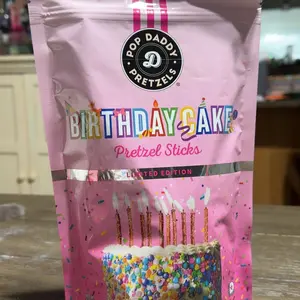 POP DADDY
D
PRETZELS
BIRTHDAY CAKE
Pretzel Sticks
LIMITED EDITION